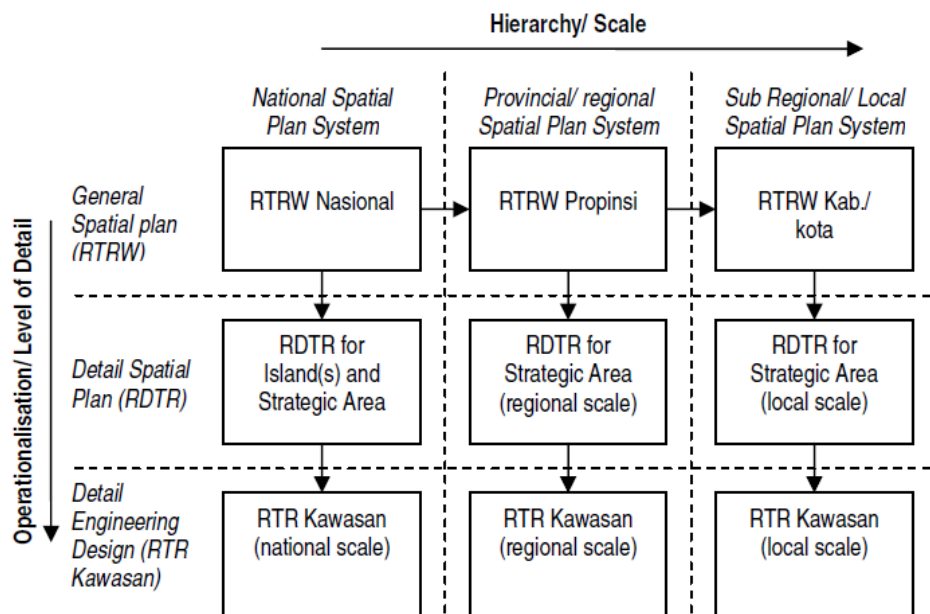 Hierarchy/ Scale
National Spatial
Plan System
Provincial/ regional
Spatial Plan System
Sub Regional/ Local
Spatial Plan System
Operationalisation/ Level of Detail
General
Spatial plan
(RTRW)
RTRW Nasional
RTRW Propinsi
RTRW Kab./
kota
Detail Spatial
Plan (RDTR)
RDTR for
Island(s) and
Strategic Area
RDTR for
Strategic Area
(regional scale)
RDTR for
Strategic Area
(local scale)
Detail
Engineering
Design (RTR
Kawasan)
RTR Kawasan
(national scale)
RTR Kawasan
(regional scale)
RTR Kawasan
(local scale)